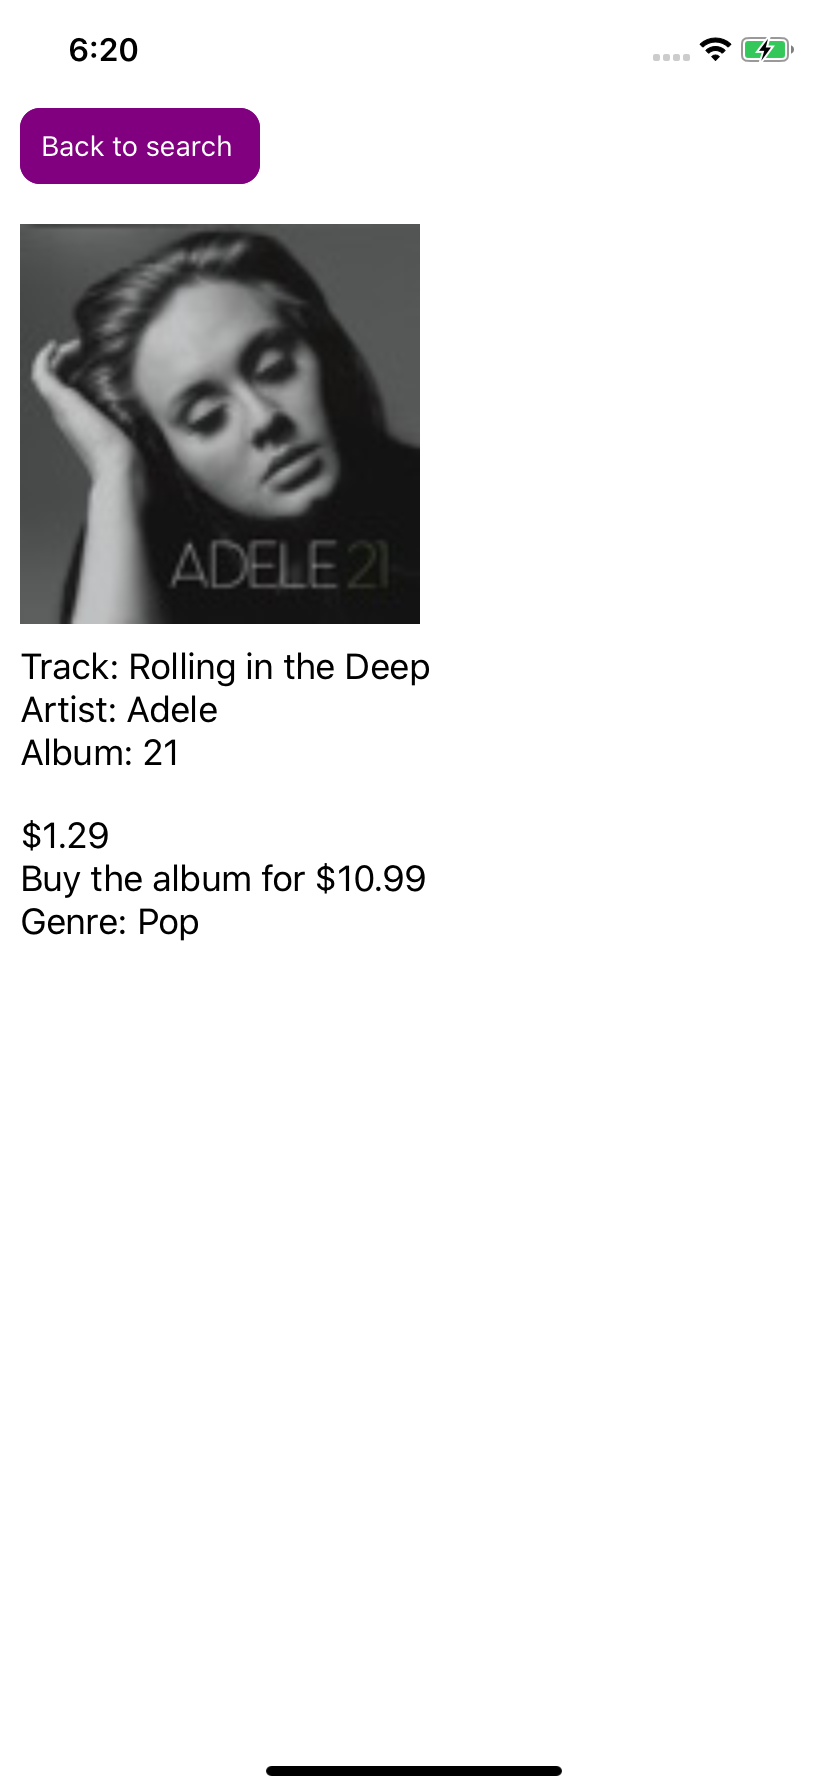 6:20
Back to search
ADELE 21
Track: Rolling in the Deep
Artist: Adele
Album: 21
$1.29
Buy the album for $10.99
Genre: Pop